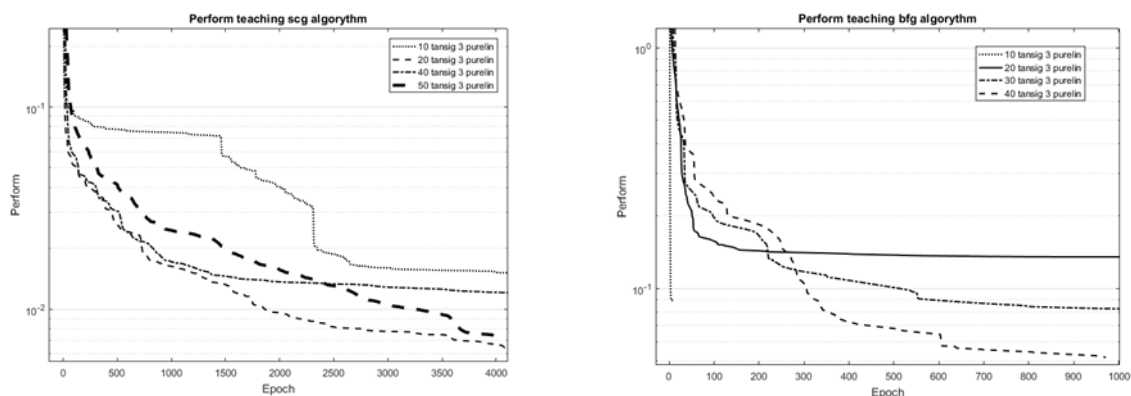 Perform teaching scg algorythm
10 tansig 3 purelin
20 tansig 3 purelin
40 tansig 3 purelin
50 tansig 3 purelin
10⁻¹
10⁻²
Perform
0 500 1000 1500 2000 2500 3000 3500 4000
Epoch
Perform teaching bfg algorythm
10 tansig 3 purelin
20 tansig 3 purelin
30 tansig 3 purelin
40 tansig 3 purelin
10⁰
10⁻¹
Perform
0 100 200 300 400 500 600 700 800 900 1000
Epoch